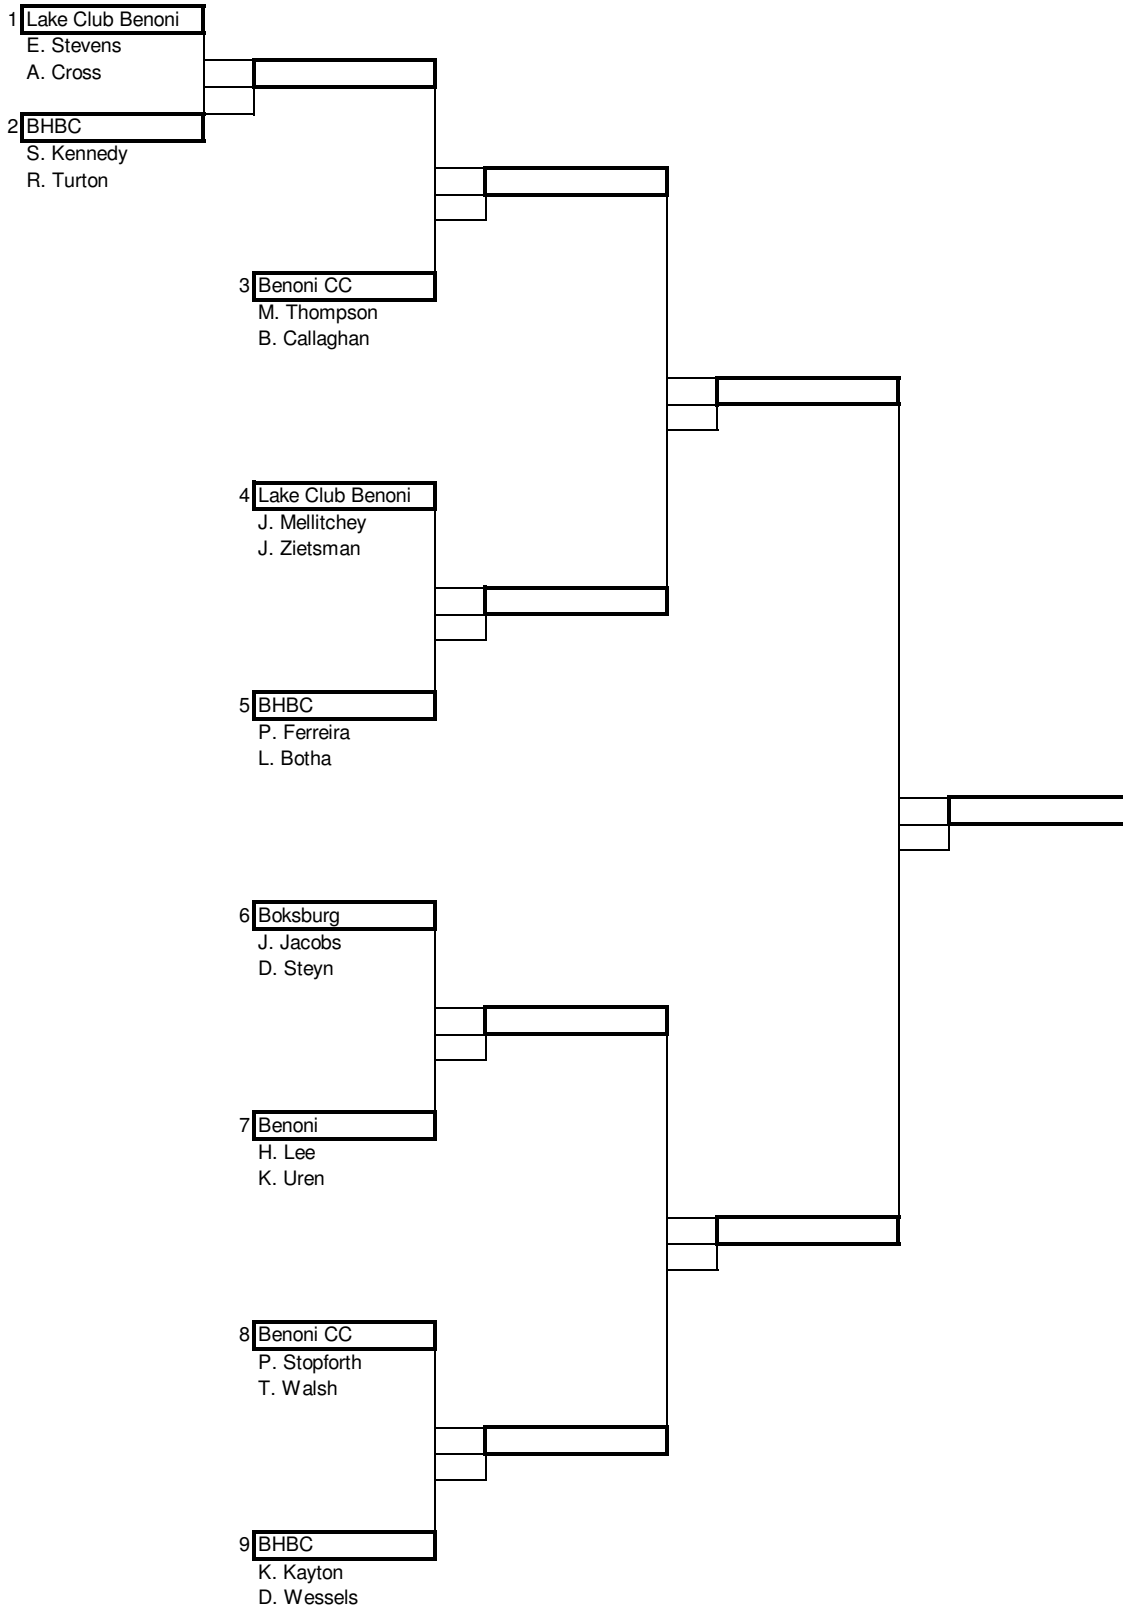 1 Lake Club Benoni
E. Stevens
A. Cross
2 BHBC
S. Kennedy
R. Turton
3 Benoni CC
M. Thompson
B. Callaghan
4 Lake Club Benoni
J. Mellitchey
J. Zietsman
5 BHBC
P. Ferreira
L. Botha
6 Boksburg
J. Jacobs
D. Steyn
7 Benoni
H. Lee
K. Uren
8 Benoni CC
P. Stopforth
T. Walsh
9 BHBC
K. Kayton
D. Wessels